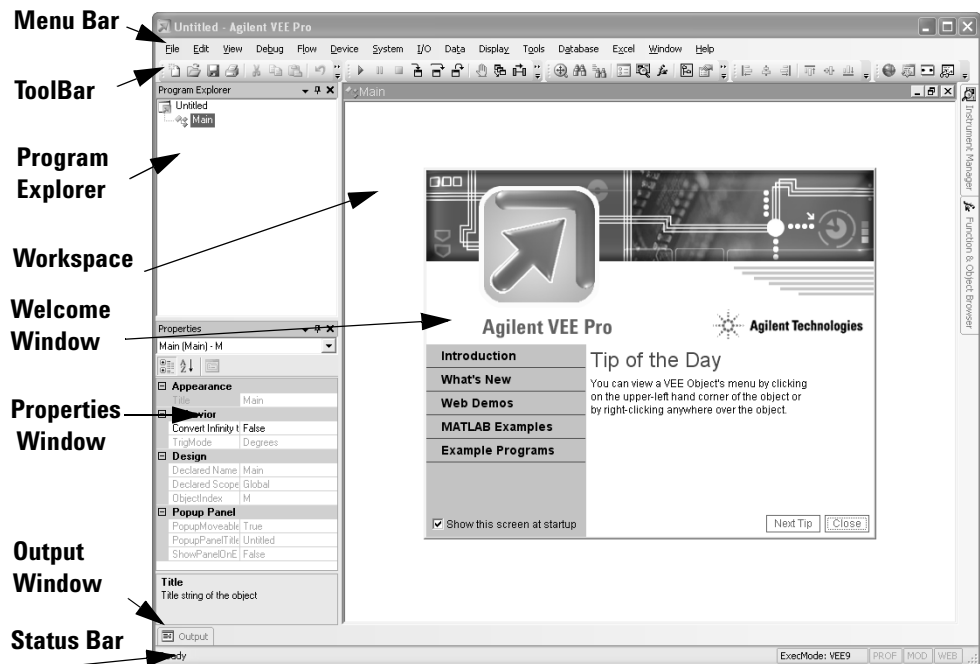 Menu Bar
ToolBar
Program
Explorer
Workspace
Welcome
Window
Properties
Window
Output
Window
Status Bar
Untitled - Agilent VEE Pro
File Edit View Debug Flow Device System I/O Data Display Tools Database Excel Window Help
Program Explorer
Untitled
Main
Main
Instrument Manager
Function & Object Browser
Agilent VEE Pro
Agilent Technologies
Introduction
What's New
Web Demos
MATLAB Examples
Example Programs
Show this screen at startup
Tip of the Day
You can view a VEE Object's menu by clicking
on the upper-left hand corner of the object or
by right-clicking anywhere over the object.
Next Tip Close
Properties
Main (Main) - M
Appearance
Title Main
vior
Convert Infinity t False
TrigMode Degrees
Design
Declared Name Main
Declared Scope Global
ObjectIndex M
Popup Panel
PopupMoveable True
PopupPanelTitle Untitled
ShowPanelOnE False
Title
Title string of the object
Output
ady
ExecMode: VEE9 PROF MOD WEB